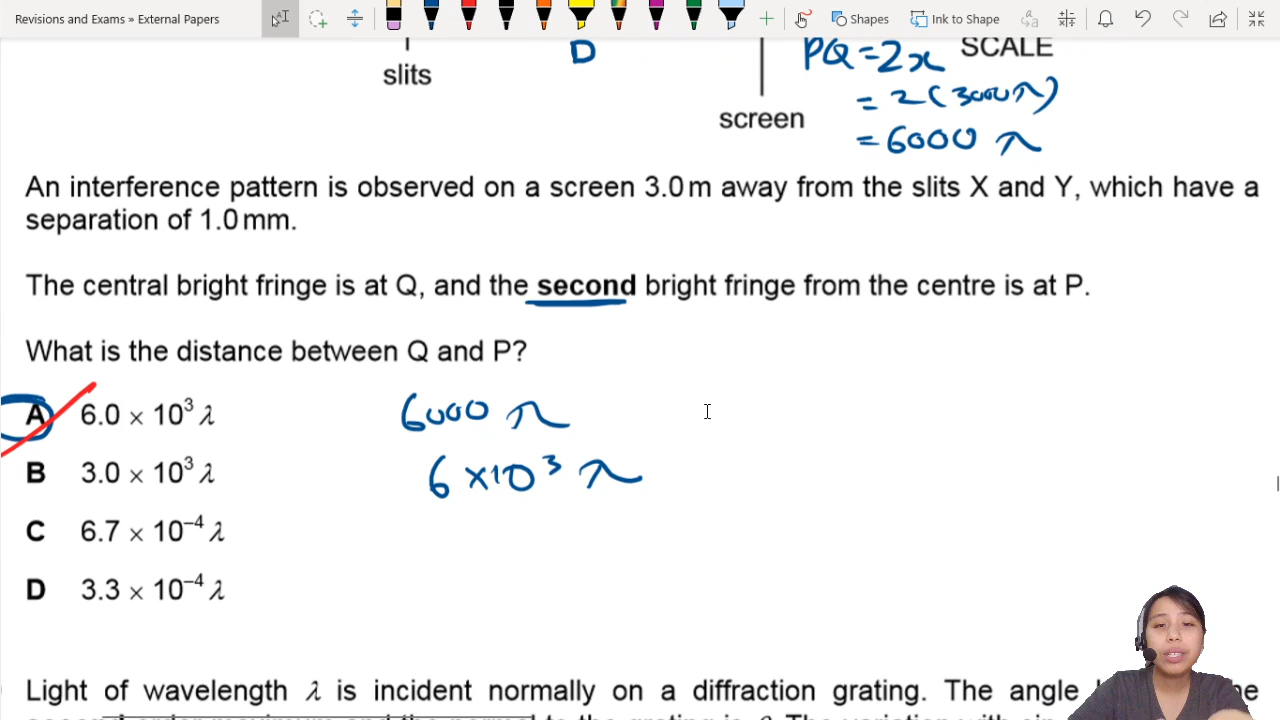 Revisions and Exams » External Papers
Shapes
Ink to Shape
slits
D
screen
PQ = 2x
SCALE
= 2(3000λ)
= 6000 λ
An interference pattern is observed on a screen 3.0 m away from the slits X and Y, which have a
separation of 1.0 mm.
The central bright fringe is at Q, and the second bright fringe from the centre is at P.
What is the distance between Q and P?
A 6.0 × 10³ λ
6000 λ
B 3.0 × 10³ λ
6 × 10³ λ
C 6.7 × 10⁻⁴ λ
D 3.3 × 10⁻⁴ λ
Light of wavelength λ is incident normally on a diffraction grating. The angle